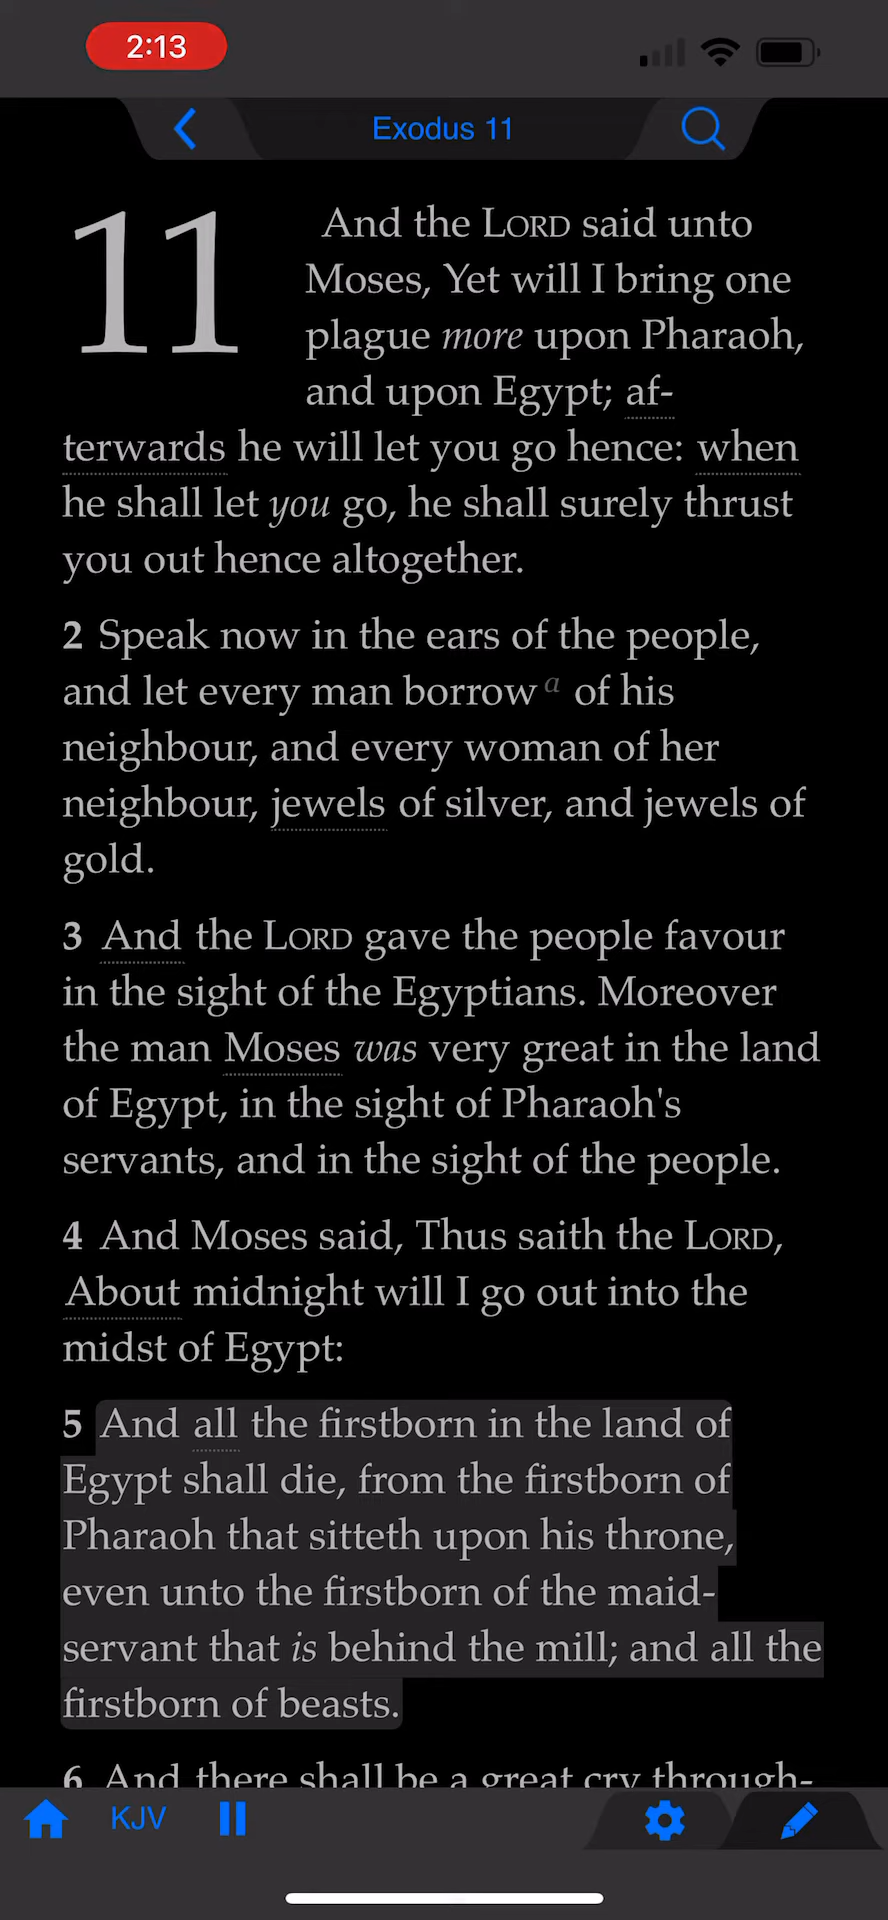 2:13
Exodus 11
11 And the LORD said unto
Moses, Yet will I bring one
plague more upon Pharaoh,
and upon Egypt; af-
terwards he will let you go hence: when
he shall let you go, he shall surely thrust
you out hence altogether.
2 Speak now in the ears of the people,
and let every man borrow a of his
neighbour, and every woman of her
neighbour, jewels of silver, and jewels of
gold.
3 And the LORD gave the people favour
in the sight of the Egyptians. Moreover
the man Moses was very great in the land
of Egypt, in the sight of Pharaoh's
servants, and in the sight of the people.
4 And Moses said, Thus saith the LORD,
About midnight will I go out into the
midst of Egypt:
5 And all the firstborn in the land of
Egypt shall die, from the firstborn of
Pharaoh that sitteth upon his throne,
even unto the firstborn of the maid-
servant that is behind the mill; and all the
firstborn of beasts.
6 And there shall be a great cry through-
KJV